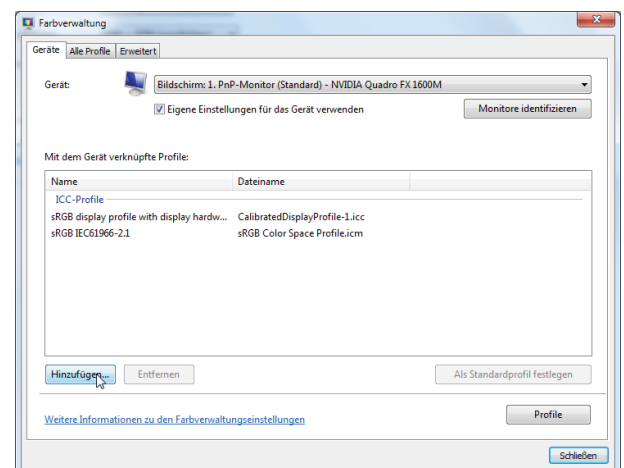 Farbverwaltung
Geräte Alle Profile Erweitert
Gerät: Bildschirm: 1. PnP-Monitor (Standard) - NVIDIA Quadro FX 1600M
Eigene Einstellungen für das Gerät verwenden Monitore identifizieren
Mit dem Gerät verknüpfte Profile:
Name Dateiname
ICC-Profile
sRGB display profile with display hardw... CalibratedDisplayProfile-1.icc
sRGB IEC61966-2.1 sRGB Color Space Profile.icm
Hinzufügen... Entfernen Als Standardprofil festlegen
Weitere Informationen zu den Farbverwaltungseinstellungen Profile
Schließen